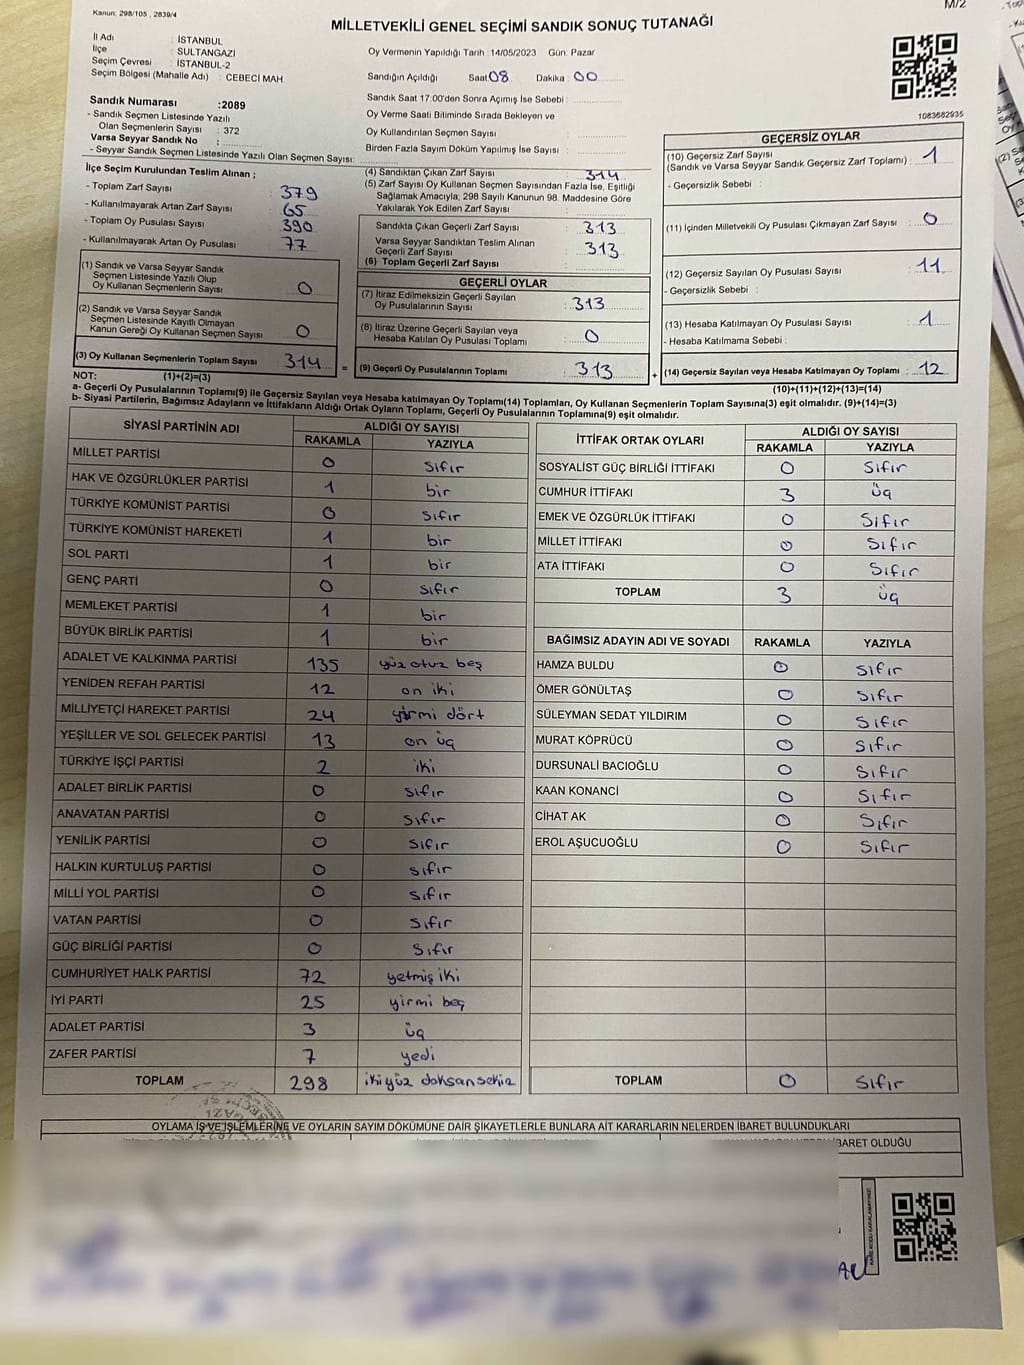 Kanun: 298/105 , 2839/4
M/2
MİLLETVEKİLİ GENEL SEÇİMİ SANDIK SONUÇ TUTANAĞI
İl Adı : İSTANBUL
İlçe : SULTANGAZİ
Seçim Çevresi : İSTANBUL-2
Seçim Bölgesi (Mahalle Adı) : CEBECİ MAH.
Oy Vermenin Yapıldığı Tarih : 14/05/2023 Gün: Pazar
Sandığın Açıldığı Saat 08 Dakika : 00
Sandık Saat 17:00'den Sonra Açımış İse Sebebi :
Oy Verme Saati Bitiminde Sırada Bekleyen ve
Oy Kullandırılan Seçmen Sayısı :
Birden Fazla Sayım Döküm Yapılmış İse Sayısı :
1083682935
Sandık Numarası :2089
- Sandık Seçmen Listesinde Yazılı
Olan Seçmenlerin Sayısı : 372
Varsa Seyyar Sandık No :
- Seyyar Sandık Seçmen Listesinde Yazılı Olan Seçmen Sayısı:
İlçe Seçim Kurulundan Teslim Alınan ;
- Toplam Zarf Sayısı : 379
- Kullanılmayarak Artan Zarf Sayısı : 65
- Toplam Oy Pusulası Sayısı : 390
- Kullanılmayarak Artan Oy Pusulası : 77
(1) Sandık ve Varsa Seyyar Sandık
Seçmen Listesinde Yazılı Olup
Oy Kullanan Seçmenlerin Sayısı : 0
(2) Sandık ve Varsa Seyyar Sandık
Seçmen Listesinde Kayıtlı Olmayan
Kanun Gereği Oy Kullanan Seçmen Sayısı : 0
(3) Oy Kullanan Seçmenlerin Toplam Sayısı : 314 =
(4) Sandıktan Çıkan Zarf Sayısı : 314
(5) Zarf Sayısı Oy Kullanan Seçmen Sayısından Fazla İse, Eşitliği
Sağlamak Amacıyla; 298 Sayılı Kanunun 98. Maddesine Göre
Yakılarak Yok Edilen Zarf Sayısı :
Sandıkta Çıkan Geçerli Zarf Sayısı : 313
Varsa Seyyar Sandıktan Teslim Alınan
Geçerli Zarf Sayısı : 313
(6) Toplam Geçerli Zarf Sayısı :
GEÇERLİ OYLAR
(7) İtiraz Edilmeksizin Geçerli Sayılan
Oy Pusulalarının Sayısı : 313
(8) İtiraz Üzerine Geçerli Sayılan veya
Hesaba Katılan Oy Pusulası Toplamı : 0
(9) Geçerli Oy Pusulalarının Toplamı : 313 +
GEÇERSİZ OYLAR
(10) Geçersiz Zarf Sayısı
(Sandık ve Varsa Seyyar Sandık Geçersiz Zarf Toplamı) : 1
- Geçersizlik Sebebi :
(11) İçinden Milletvekili Oy Pusulası Çıkmayan Zarf Sayısı : 0
(12) Geçersiz Sayılan Oy Pusulası Sayısı : 11
- Geçersizlik Sebebi :
(13) Hesaba Katılmayan Oy Pusulası Sayısı : 1
- Hesaba Katılmama Sebebi :
(14) Geçersiz Sayılan veya Hesaba Katılmayan Oy Toplamı : 12
NOT: (1)+(2)=(3)
(10)+(11)+(12)+(13)=(14)
a- Geçerli Oy Pusulalarının Toplamı(9) ile Geçersiz Sayılan veya Hesaba katılmayan Oy Toplamı(14) Toplamları, Oy Kullanan Seçmenlerin Toplam Sayısına(3) eşit olmalıdır. (9)+(14)=(3)
b- Siyasi Partilerin, Bağımsız Adayların ve İttifakların Aldığı Ortak Oyların Toplamı, Geçerli Oy Pusulalarının Toplamına(9) eşit olmalıdır.
SİYASİ PARTİNİN ADI ALDIĞI OY SAYISI
RAKAMLA YAZIYLA
MİLLET PARTİSİ 0 sıfır
HAK VE ÖZGÜRLÜKLER PARTİSİ 1 bir
TÜRKİYE KOMÜNİST PARTİSİ 0 sıfır
TÜRKİYE KOMÜNİST HAREKETİ 1 bir
SOL PARTİ 1 bir
GENÇ PARTİ 0 sıfır
MEMLEKET PARTİSİ 1 bir
BÜYÜK BİRLİK PARTİSİ 1 bir
ADALET VE KALKINMA PARTİSİ 135 yüz otuz beş
YENİDEN REFAH PARTİSİ 12 on iki
MİLLİYETÇİ HAREKET PARTİSİ 24 yirmi dört
YEŞİLLER VE SOL GELECEK PARTİSİ 13 on üç
TÜRKİYE İŞÇİ PARTİSİ 2 iki
ADALET BİRLİK PARTİSİ 0 sıfır
ANAVATAN PARTİSİ 0 sıfır
YENİLİK PARTİSİ 0 sıfır
HALKIN KURTULUŞ PARTİSİ 0 sıfır
MİLLİ YOL PARTİSİ 0 sıfır
VATAN PARTİSİ 0 sıfır
GÜÇ BİRLİĞİ PARTİSİ 0 sıfır
CUMHURİYET HALK PARTİSİ 72 yetmiş iki
İYİ PARTİ 25 yirmi beş
ADALET PARTİSİ 3 üç
ZAFER PARTİSİ 7 yedi
TOPLAM 298 ikiyüz doksansekiz
İTTİFAK ORTAK OYLARI ALDIĞI OY SAYISI
RAKAMLA YAZIYLA
SOSYALİST GÜÇ BİRLİĞİ İTTİFAKI 0 sıfır
CUMHUR İTTİFAKI 3 üç
EMEK VE ÖZGÜRLÜK İTTİFAKI 0 sıfır
MİLLET İTTİFAKI 0 sıfır
ATA İTTİFAKI 0 sıfır
TOPLAM 3 üç
BAĞIMSIZ ADAYIN ADI VE SOYADI RAKAMLA YAZIYLA
HAMZA BULDU 0 sıfır
ÖMER GÖNÜLTAŞ 0 sıfır
SÜLEYMAN SEDAT YILDIRIM 0 sıfır
MURAT KÖPRÜCÜ 0 sıfır
DURSUNALİ BACIOĞLU 0 sıfır
KAAN KONANCİ 0 sıfır
CİHAT AK 0 sıfır
EROL AŞUCUOĞLU 0 sıfır
TOPLAM 0 sıfır
OYLAMA İŞ VE İŞLEMLERİNE VE OYLARIN SAYIM DÖKÜMÜNE DAİR ŞİKAYETLERLE BUNLARA AİT KARARLARIN NELERDEN İBARET BULUNDUKLARI
BARET OLDUĞU